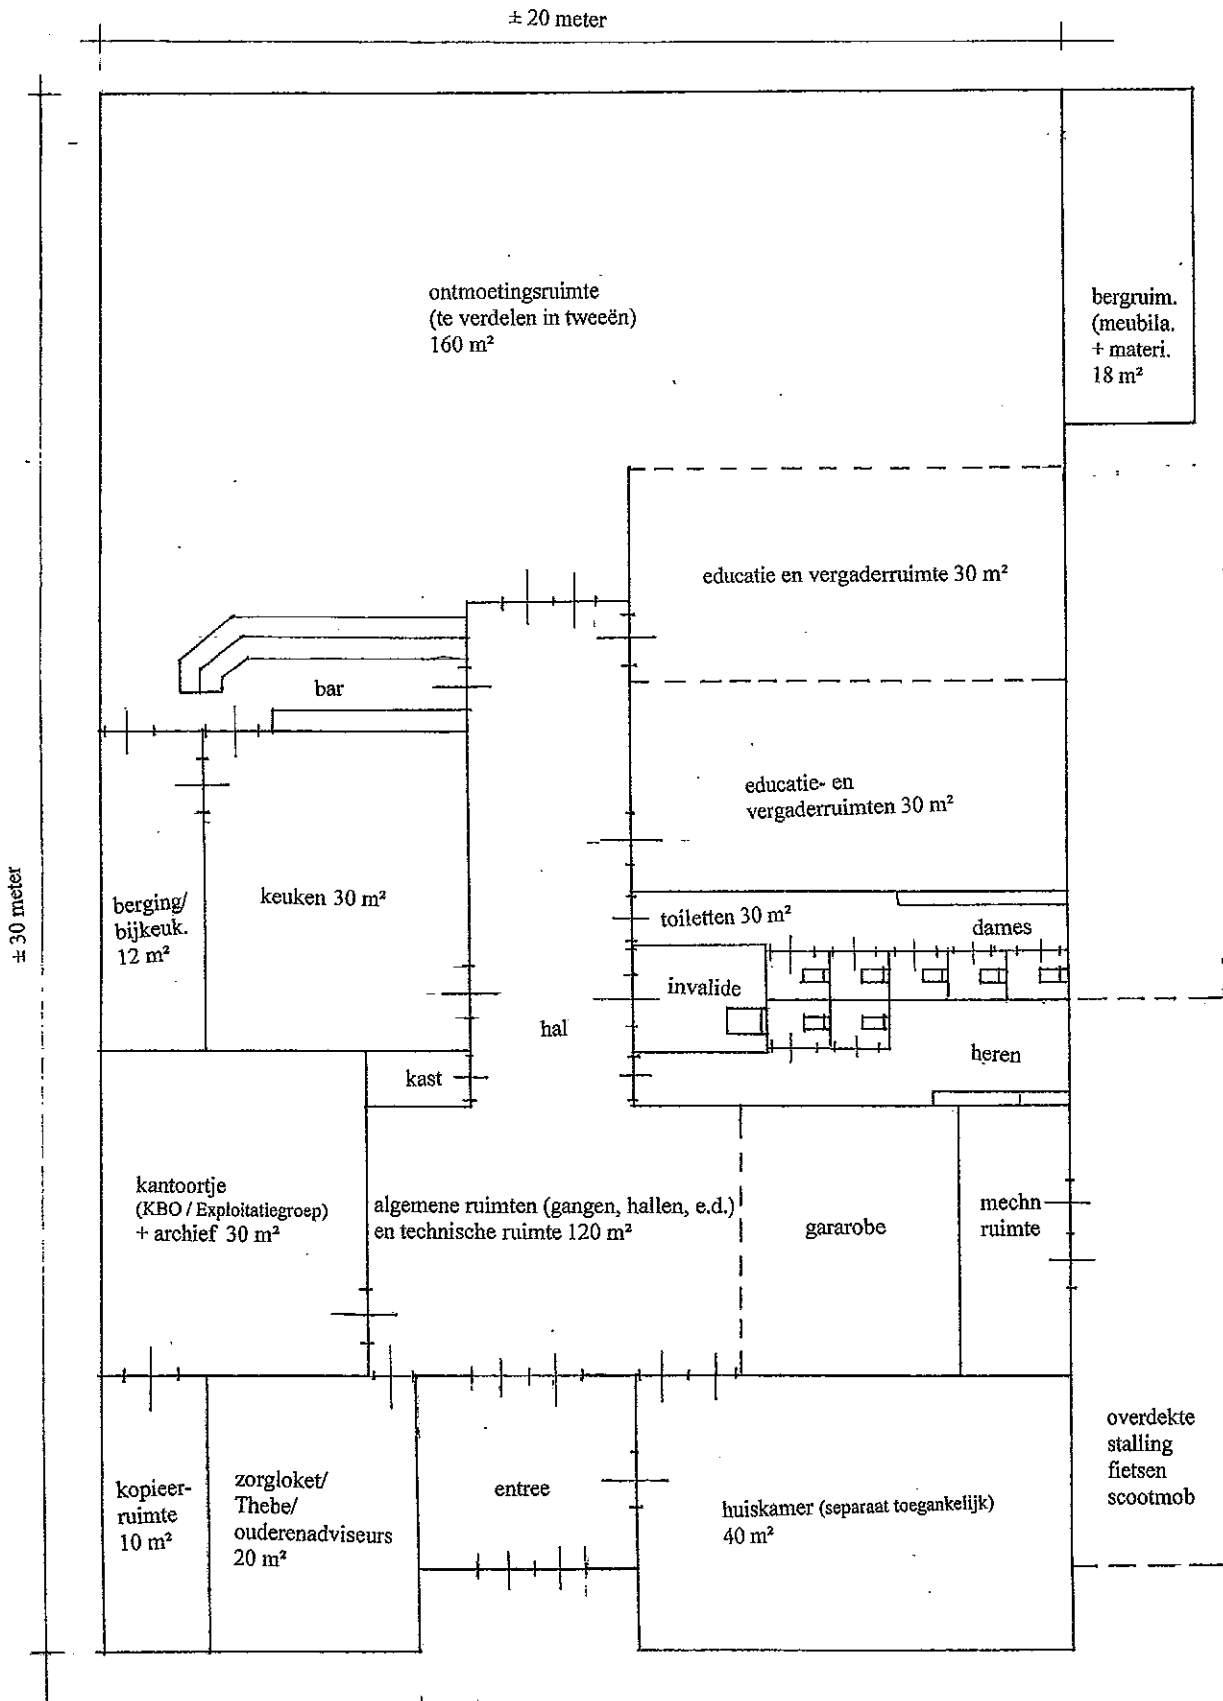 ± 20 meter
± 30 meter
ontmoetingsruimte
(te verdelen in tweeën)
160 m²
bergruim.
(meubila.
+ materi.
18 m²
educatie en vergaderruimte 30 m²
bar
educatie- en
vergaderruimten 30 m²
berging/
bijkeuk.
12 m²
keuken 30 m²
toiletten 30 m²
dames
invalide
hal
heren
kast
kantoortje
(KBO / Exploitatiegroep)
+ archief 30 m²
algemene ruimten (gangen, hallen, e.d.)
en technische ruimte 120 m²
gararobe
mechn
ruimte
kopieer-
ruimte
10 m²
zorgloket/
Thebe/
ouderenadviseurs
20 m²
entree
huiskamer (separaat toegankelijk)
40 m²
overdekte
stalling
fietsen
scootmob